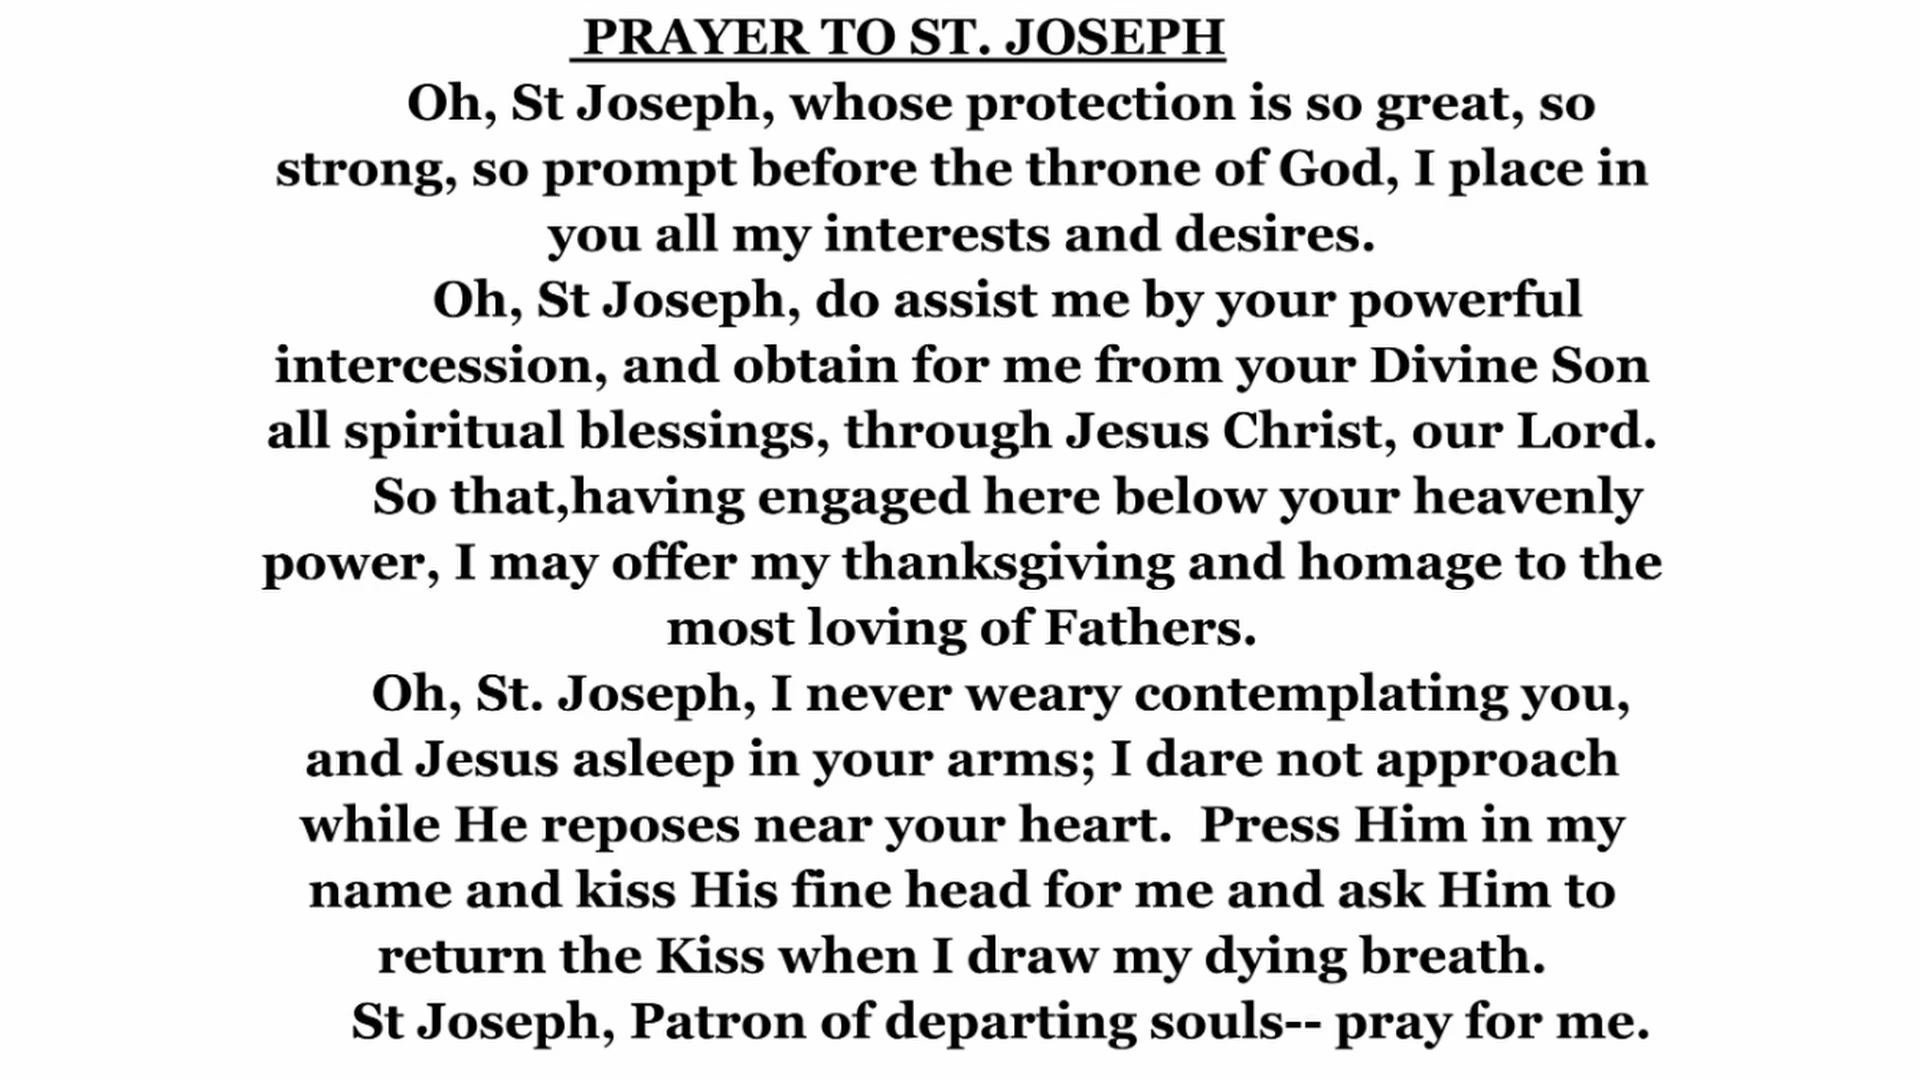 PRAYER TO ST. JOSEPH
Oh, St Joseph, whose protection is so great, so
strong, so prompt before the throne of God, I place in
you all my interests and desires.
Oh, St Joseph, do assist me by your powerful
intercession, and obtain for me from your Divine Son
all spiritual blessings, through Jesus Christ, our Lord.
So that,having engaged here below your heavenly
power, I may offer my thanksgiving and homage to the
most loving of Fathers.
Oh, St. Joseph, I never weary contemplating you,
and Jesus asleep in your arms; I dare not approach
while He reposes near your heart.  Press Him in my
name and kiss His fine head for me and ask Him to
return the Kiss when I draw my dying breath.
St Joseph, Patron of departing souls-- pray for me.